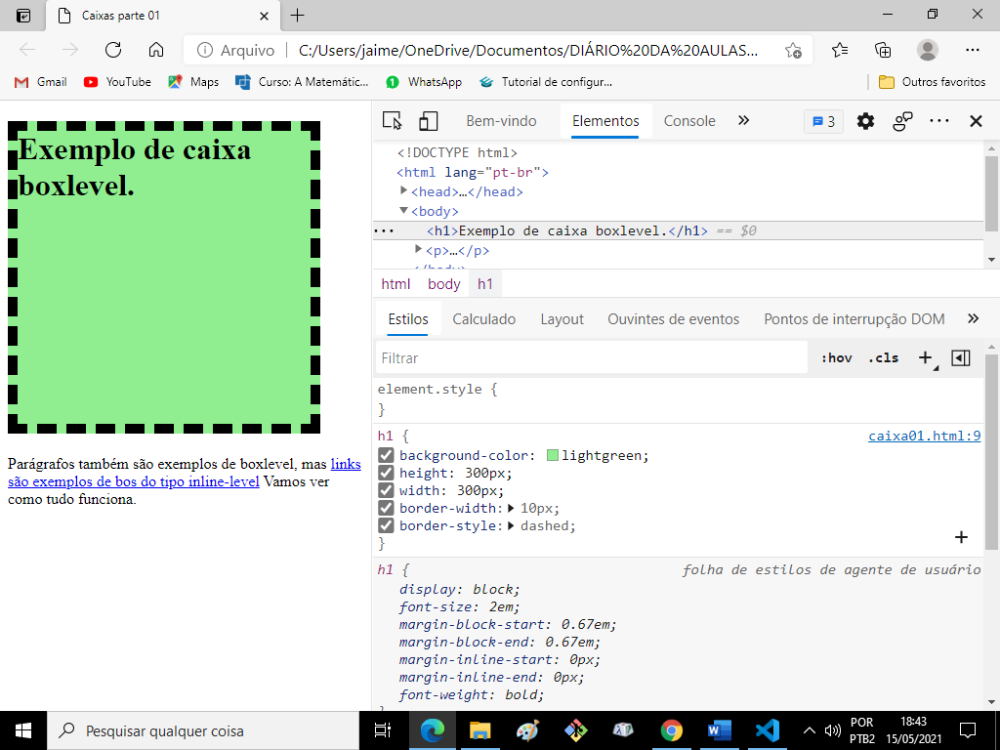 Caixas parte 01
Arquivo
C:/Users/jaime/OneDrive/Documentos/DIÁRIO%20DA%20AULAS...
Gmail
YouTube
Maps
Curso: A Matemátic...
WhatsApp
Tutorial de configur...
Outros favoritos
Exemplo de caixa
boxlevel.
Parágrafos também são exemplos de boxlevel, mas links
são exemplos de bos do tipo inline-level Vamos ver
como tudo funciona.
Bem-vindo
Elementos
Console
3
<!DOCTYPE html>
<html lang="pt-br">
<head>…</head>
<body>
<h1>Exemplo de caixa boxlevel.</h1> == $0
<p>…</p>
</body>
html body h1
Estilos
Calculado
Layout
Ouvintes de eventos
Pontos de interrupção DOM
Filtrar
:hov .cls
element.style {
}
h1 { caixa01.html:9
background-color: lightgreen;
height: 300px;
width: 300px;
border-width: 10px;
border-style: dashed;
}
h1 { folha de estilos de agente de usuário
display: block;
font-size: 2em;
margin-block-start: 0.67em;
margin-block-end: 0.67em;
margin-inline-start: 0px;
margin-inline-end: 0px;
font-weight: bold;
}
Pesquisar qualquer coisa
POR
PTB2
18:43
15/05/2021